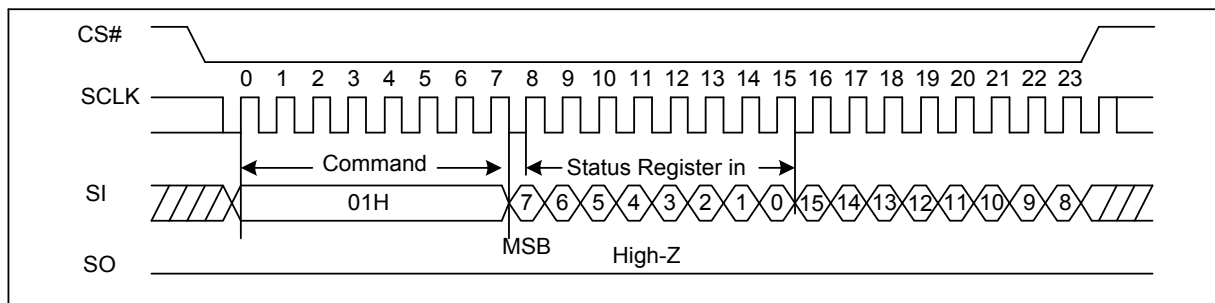 CS#
0 1 2 3 4 5 6 7 8 9 10 11 12 13 14 15 16 17 18 19 20 21 22 23
SCLK
Command Status Register in
SI 01H 7 6 5 4 3 2 1 0 15 14 13 12 11 10 9 8
MSB High-Z
SO